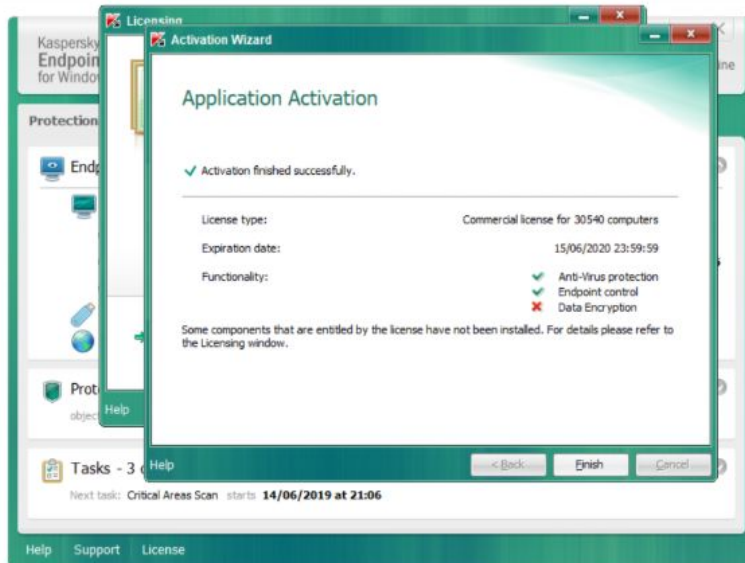 Licensing
Kaspersky
Endpoin
for Window
Activation Wizard
Application Activation
Protection
Activation finished successfully.
License type: Commercial license for 30540 computers
Expiration date: 15/06/2020 23:59:59
Functionality: Anti-Virus protection
Endpoint control
Data Encryption
Some components that are entitled by the license have not been installed. For details please refer to
the Licensing window.
Help
Help
< Back Finish Cancel
Tasks - 3
Next task: Critical Areas Scan starts 14/06/2019 at 21:06
Help Support License